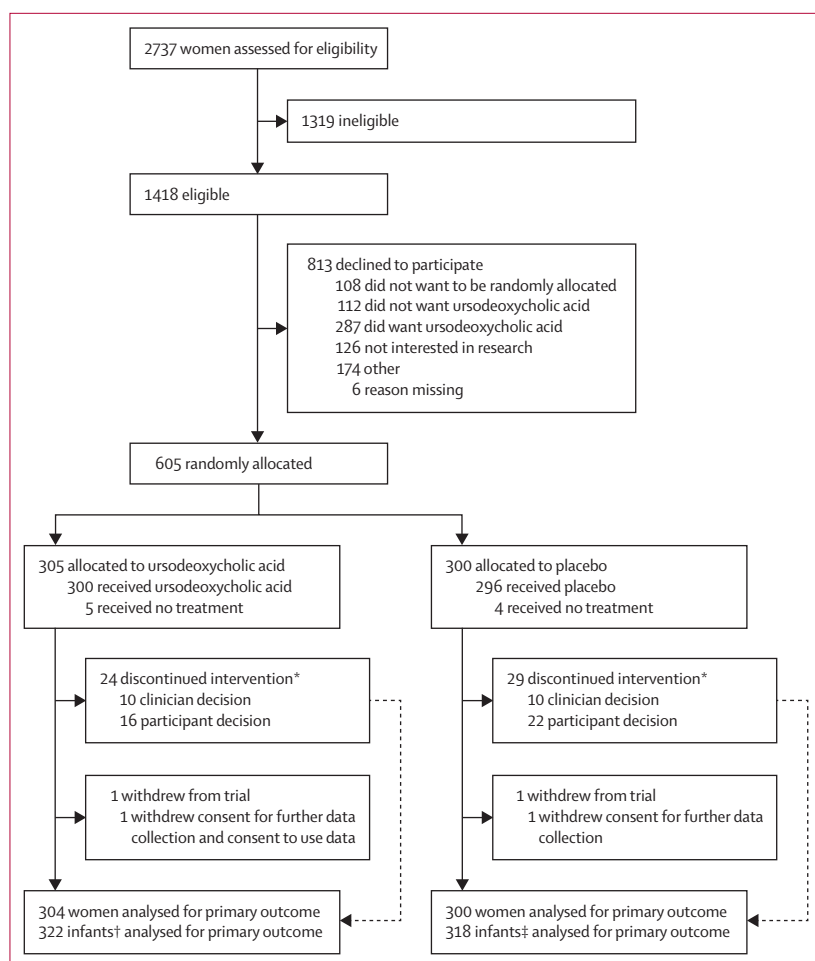 2737 women assessed for eligibility
1319 ineligible
1418 eligible
813 declined to participate
108 did not want to be randomly allocated
112 did not want ursodeoxycholic acid
287 did want ursodeoxycholic acid
126 not interested in research
174 other
6 reason missing
605 randomly allocated
305 allocated to ursodeoxycholic acid
300 received ursodeoxycholic acid
5 received no treatment
300 allocated to placebo
296 received placebo
4 received no treatment
24 discontinued intervention*
10 clinician decision
16 participant decision
29 discontinued intervention*
10 clinician decision
22 participant decision
1 withdrew from trial
1 withdrew consent for further data
collection and consent to use data
1 withdrew from trial
1 withdrew consent for further data
collection
304 women analysed for primary outcome
322 infants† analysed for primary outcome
300 women analysed for primary outcome
318 infants‡ analysed for primary outcome